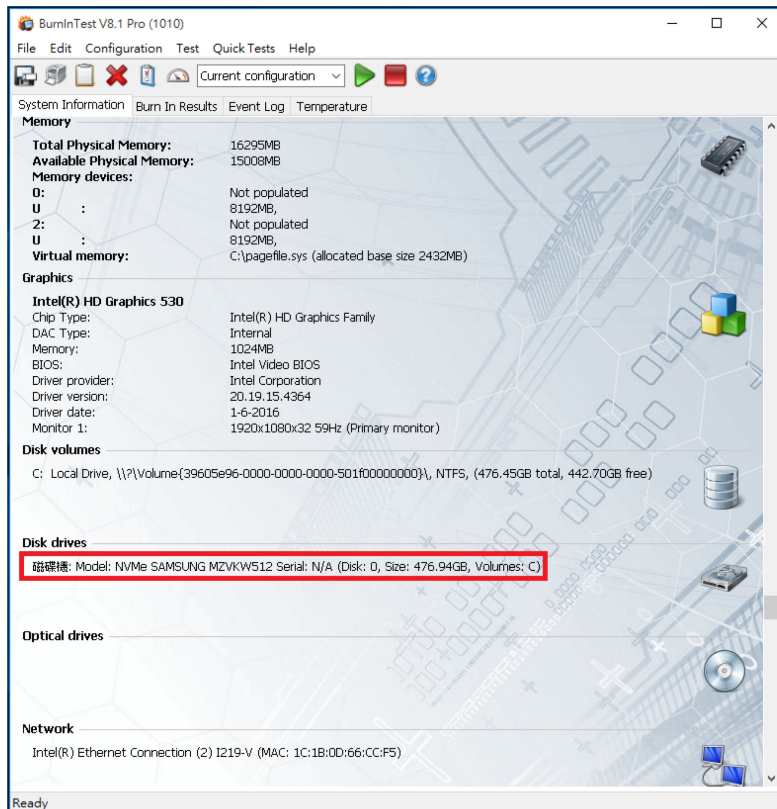 BurnInTest V8.1 Pro (1010)
File Edit Configuration Test Quick Tests Help
Current configuration
System Information Burn In Results Event Log Temperature
Memory
Total Physical Memory: 16295MB
Available Physical Memory: 15008MB
Memory devices:
0: Not populated
U : 8192MB,
2: Not populated
U : 8192MB,
Virtual memory: C:\pagefile.sys (allocated base size 2432MB)
Graphics
Intel(R) HD Graphics 530
Chip Type: Intel(R) HD Graphics Family
DAC Type: Internal
Memory: 1024MB
BIOS: Intel Video BIOS
Driver provider: Intel Corporation
Driver version: 20.19.15.4364
Driver date: 1-6-2016
Monitor 1: 1920x1080x32 59Hz (Primary monitor)
Disk volumes
C: Local Drive, \\?\Volume{39605e96-0000-0000-0000-501f00000000}\, NTFS, (476.45GB total, 442.70GB free)
Disk drives
磁碟機: Model: NVMe SAMSUNG MZVKW512 Serial: N/A (Disk: 0, Size: 476.94GB, Volumes: C)
Optical drives
Network
Intel(R) Ethernet Connection (2) I219-V (MAC: 1C:1B:0D:66:CC:F5)
Ready